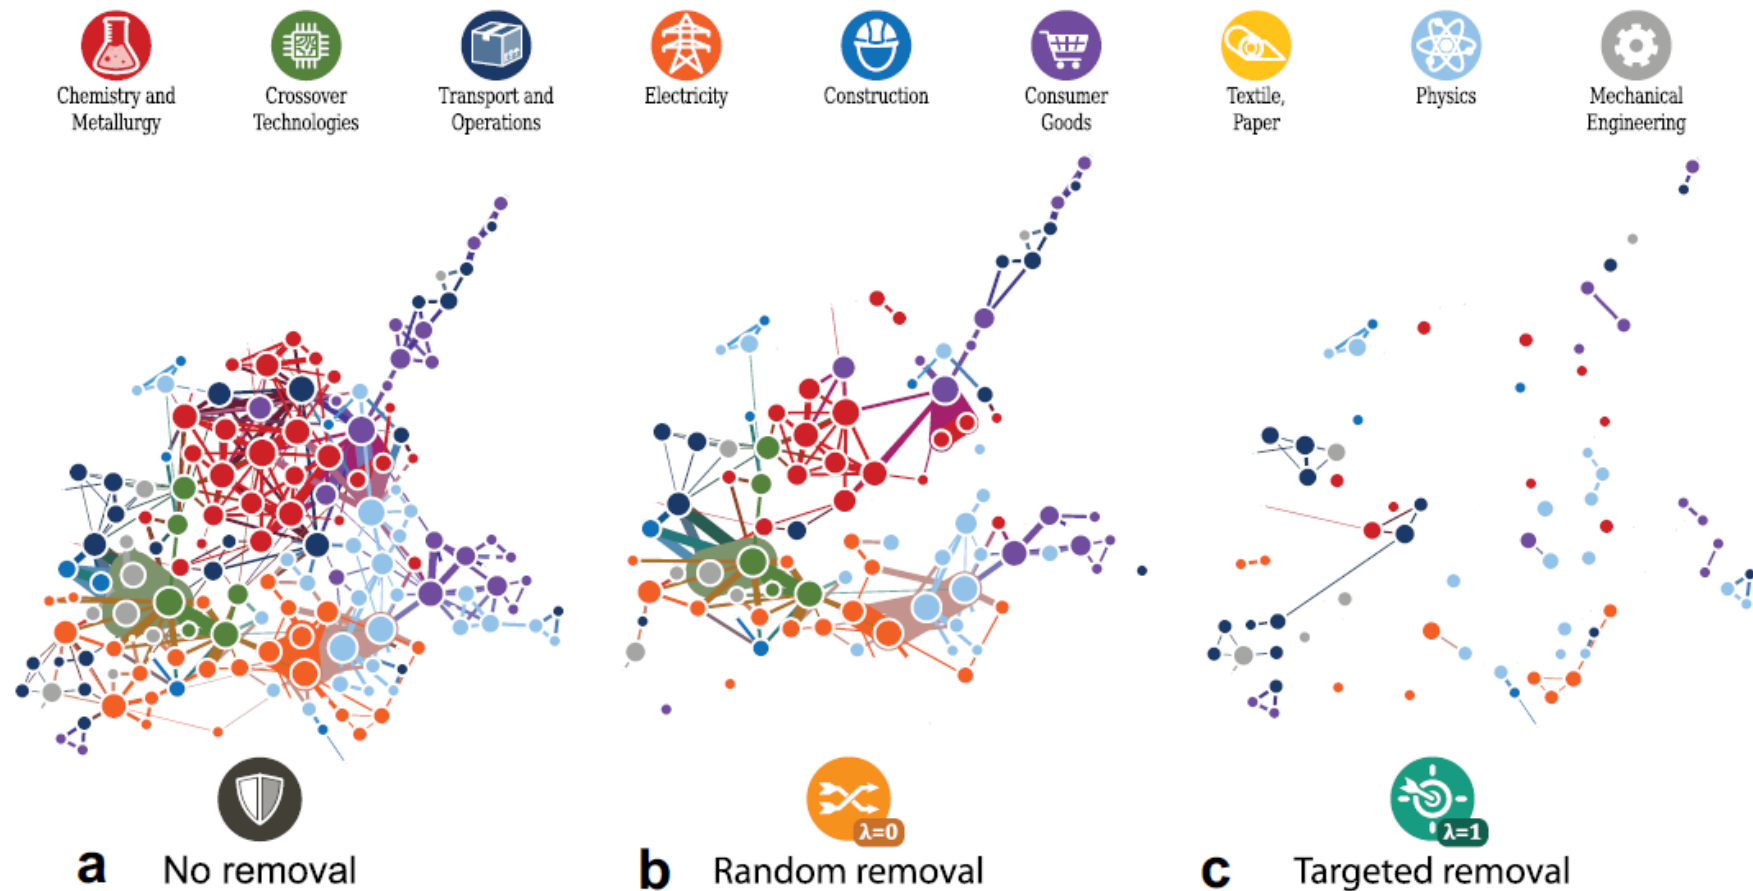 Chemistry and
Metallurgy
Crossover
Technologies
Transport and
Operations
Electricity
Construction
Consumer
Goods
Textile,
Paper
Physics
Mechanical
Engineering
λ=0
λ=1
a No removal
b Random removal
c Targeted removal